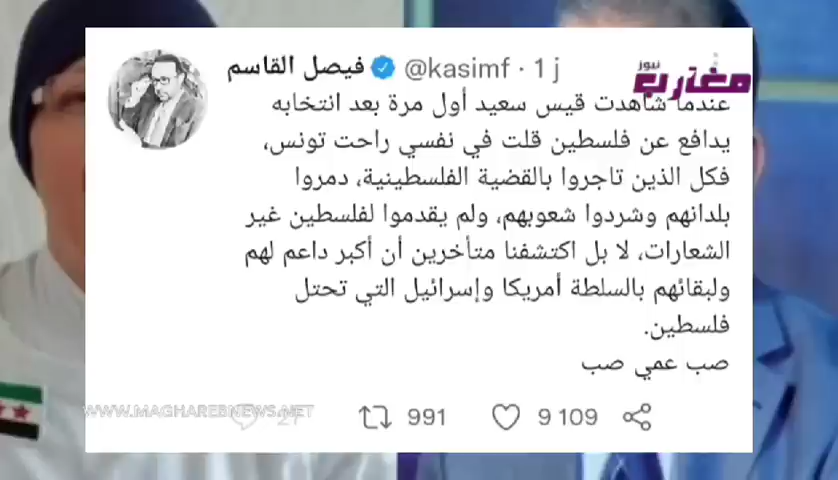 فيصل القاسم @kasimf · 1 j
مغارب نيوز
عندما شاهدت قيس سعيد أول مرة بعد انتخابه
يدافع عن فلسطين قلت في نفسي راحت تونس،
فكل الذين تاجروا بالقضية الفلسطينية، دمروا
بلدانهم وشردوا شعوبهم، ولم يقدموا لفلسطين غير
الشعارات، لا بل اكتشفنا متأخرين أن أكبر داعم لهم
ولبقائهم بالسلطة أمريكا وإسرائيل التي تحتل
فلسطين.
صب عمي صب
WWW.MAGHAREBNEWS.NET
991
9 109